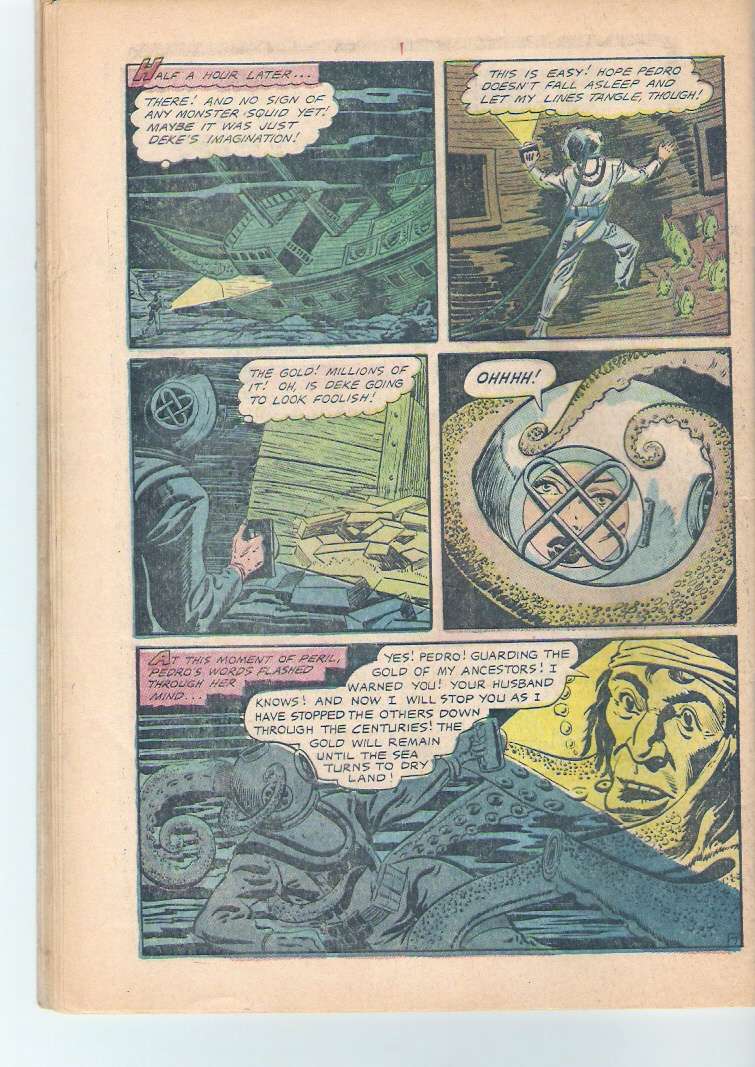 HALF A HOUR LATER...
THERE! AND NO SIGN OF
ANY MONSTER SQUID YET!
MAYBE IT WAS JUST
DEKE'S IMAGINATION!
THIS IS EASY! HOPE PEDRO
DOESN'T FALL ASLEEP AND
LET MY LINES TANGLE, THOUGH!
THE GOLD! MILLIONS OF
IT! OH, IS DEKE GOING
TO LOOK FOOLISH!
OHHHH!
AT THIS MOMENT OF PERIL,
PEDRO'S WORDS FLASHED
THROUGH HER
MIND...
YES! PEDRO! GUARDING THE
GOLD OF MY ANCESTORS! I
WARNED YOU! YOUR HUSBAND
KNOWS! AND NOW I WILL STOP YOU AS I
HAVE STOPPED THE OTHERS DOWN
THROUGH THE CENTURIES! THE
GOLD WILL REMAIN
UNTIL THE SEA
TURNS TO DRY
LAND!